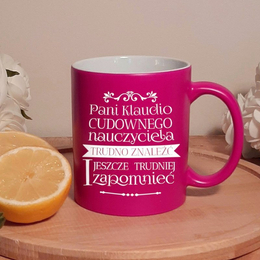 Pani Klaudio
CUDOWNEGO
nauczyciela
TRUDNO ZNALEŹĆ
I JESZCZE TRUDNIEJ
zapomnieć